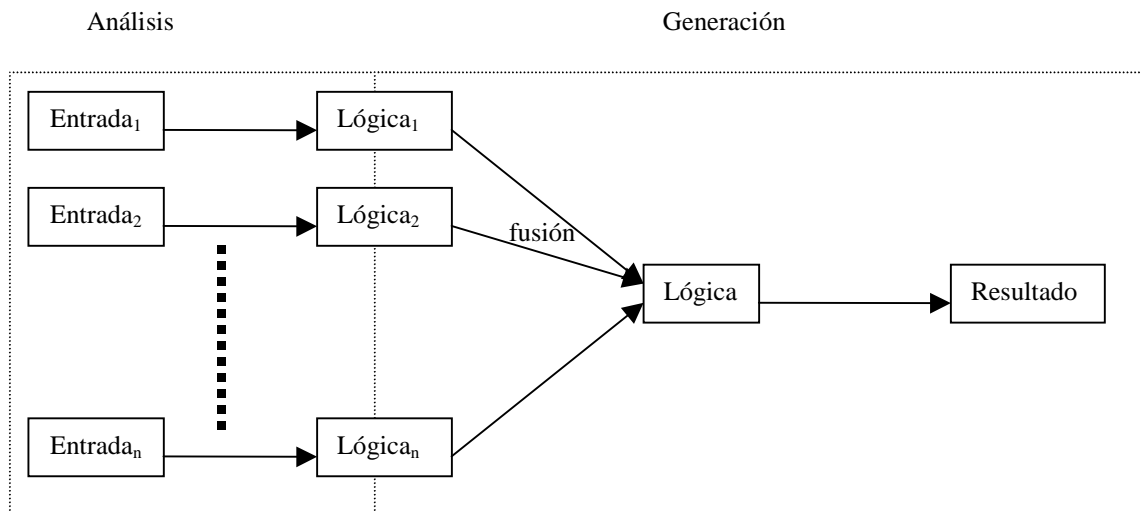 Análisis
Generación
Entrada₁
Lógica₁
Entrada₂
Lógica₂
fusión
Lógica
Resultado
Entradaₙ
Lógicaₙ